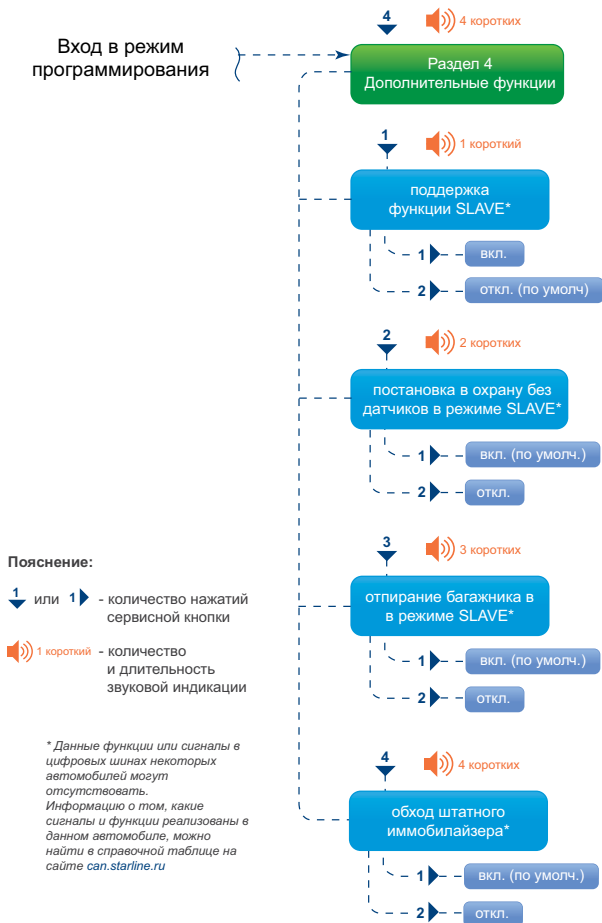 4
4 коротких
Вход в режим
программирования
Раздел 4
Дополнительные функции
1
1 короткий
поддержка
функции SLAVE*
1
вкл.
2
откл. (по умолч)
2
2 коротких
постановка в охрану без
датчиков в режиме SLAVE*
1
вкл. (по умолч.)
2
откл.
3
3 коротких
отпирание багажника в
в режиме SLAVE*
1
вкл. (по умолч.)
2
откл.
4
4 коротких
обход штатного
иммобилайзера*
1
вкл. (по умолч.)
2
откл.
Пояснение:
1 или 1 - количество нажатий
сервисной кнопки
1 короткий - количество
и длительность
звуковой индикации
* Данные функции или сигналы в
цифровых шинах некоторых
автомобилей могут
отсутствовать.
Информацию о том, какие
сигналы и функции реализованы в
данном автомобиле, можно
найти в справочной таблице на
сайте can.starline.ru